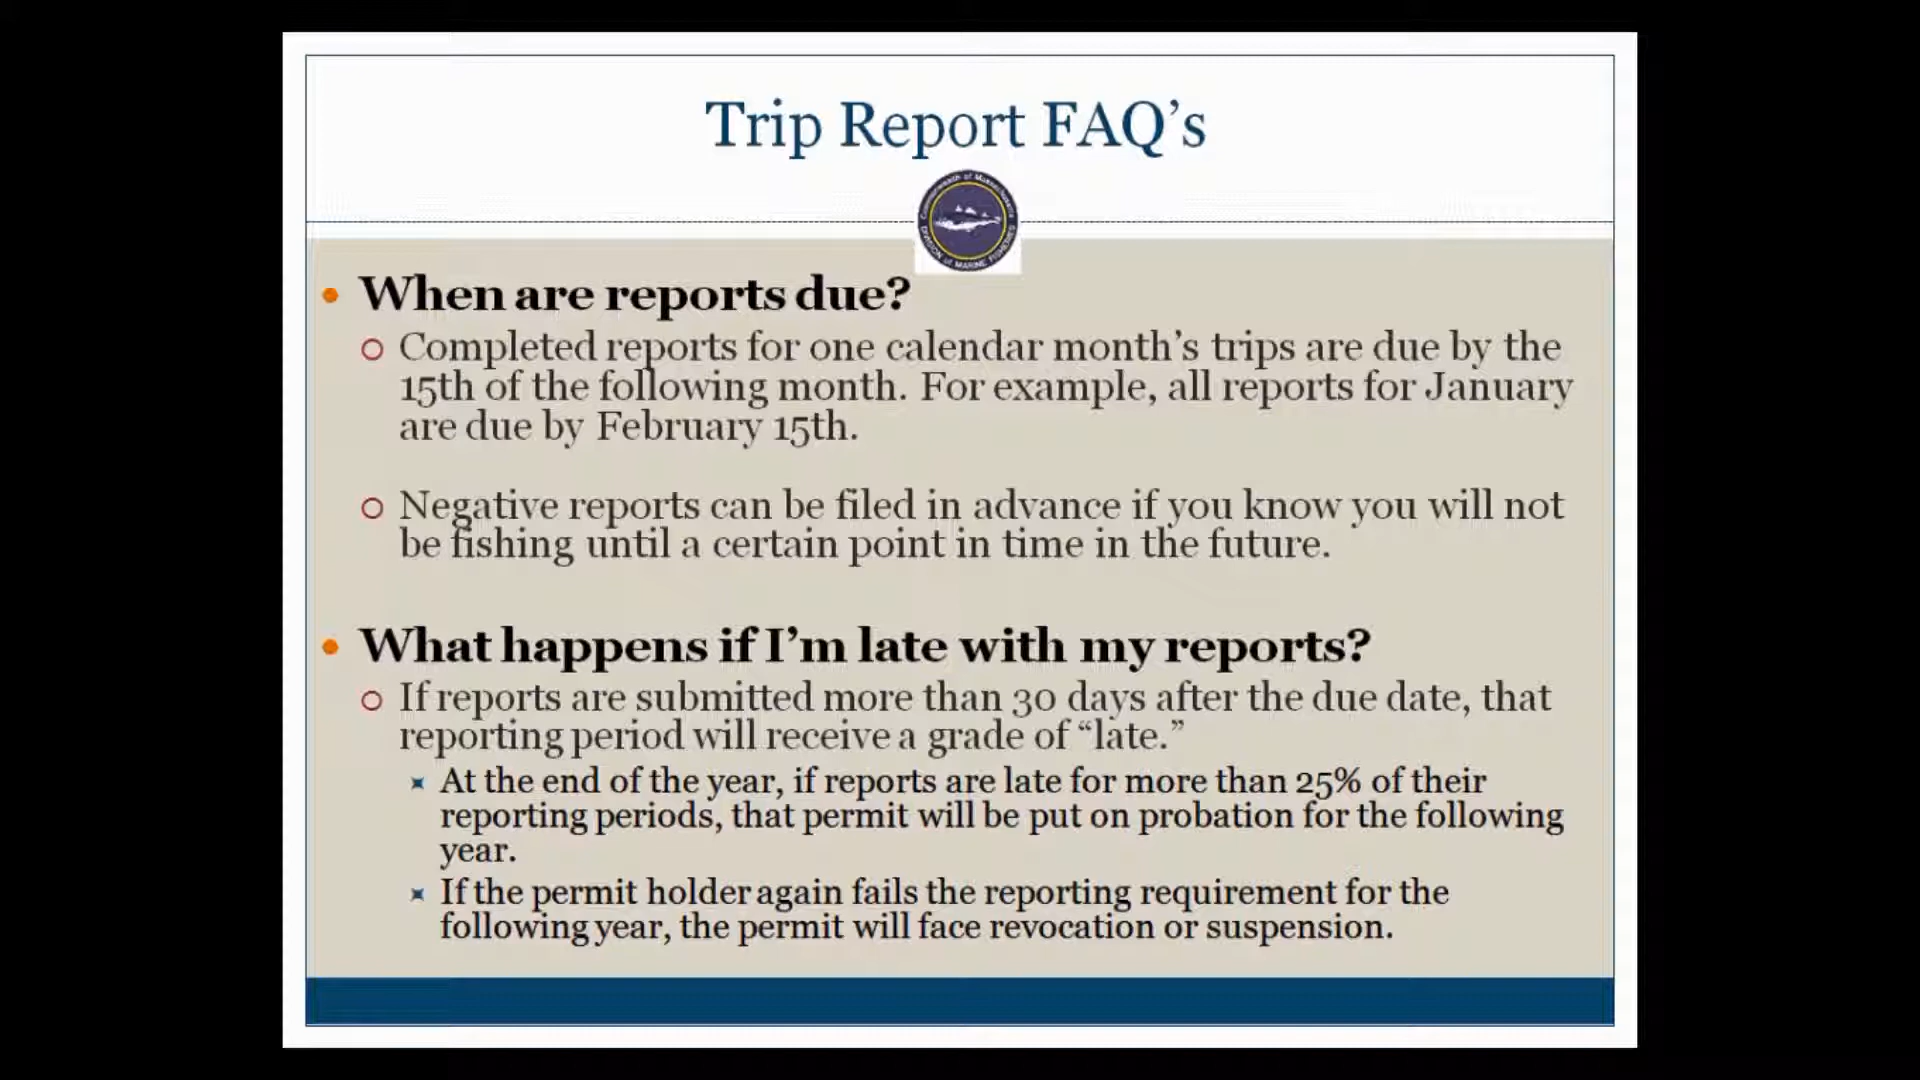 Trip Report FAQ’s
Commonwealth of Massachusetts
DIVISION of MARINE FISHERIES
When are reports due?
Completed reports for one calendar month’s trips are due by the
15th of the following month. For example, all reports for January
are due by February 15th.
Negative reports can be filed in advance if you know you will not
be fishing until a certain point in time in the future.
What happens if I’m late with my reports?
If reports are submitted more than 30 days after the due date, that
reporting period will receive a grade of “late.”
At the end of the year, if reports are late for more than 25% of their
reporting periods, that permit will be put on probation for the following
year.
If the permit holder again fails the reporting requirement for the
following year, the permit will face revocation or suspension.